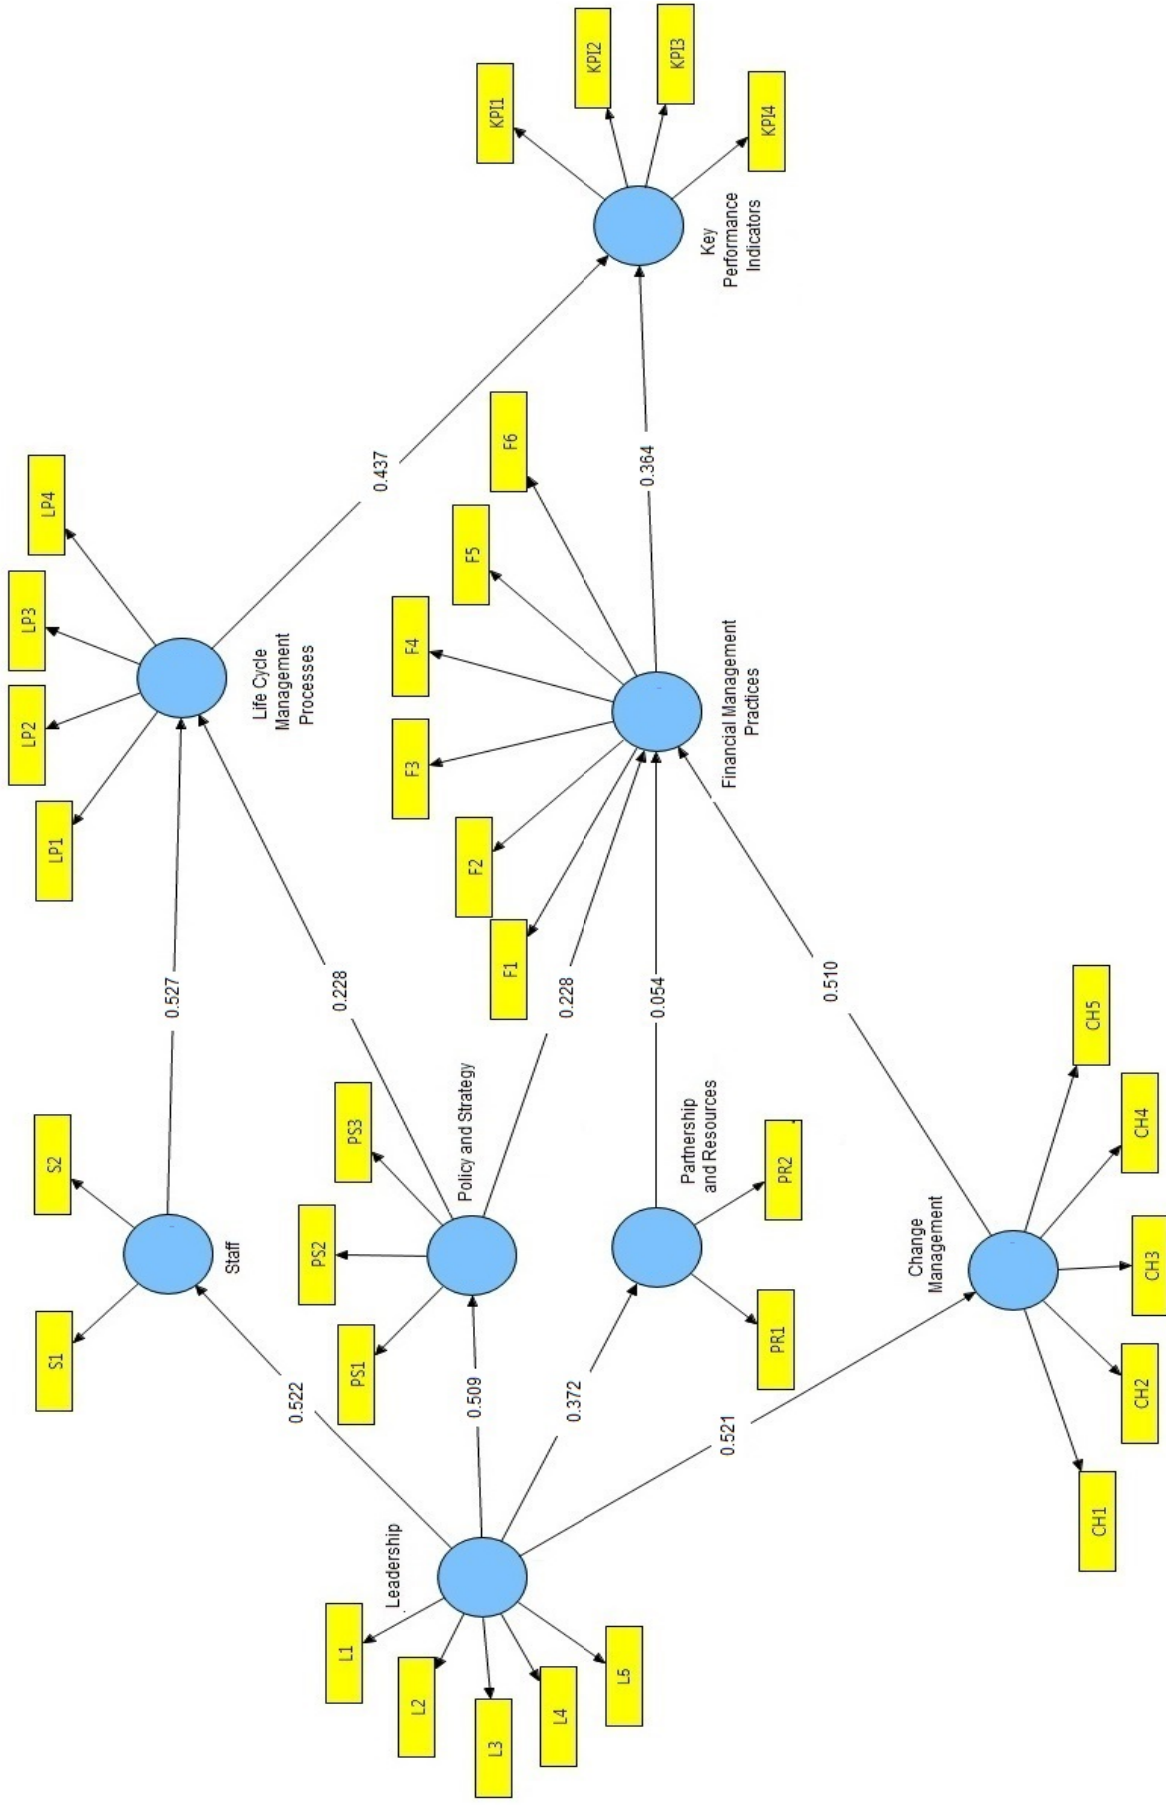 S1
S2
Staff
LP1
LP2
LP3
LP4
Life Cycle
Management
Processes
0.522
0.527
0.437
PS1
PS2
PS3
Policy and Strategy
0.228
L1
L2
L3
L4
L5
Leadership
0.509
0.228
F1
F2
F3
F4
F5
F6
Financial Management
Practices
0.364
KPI1
KPI2
KPI3
KPI4
Key
Performance
Indicators
0.372
Partnership
and Resources
PR1
PR2
0.054
0.521
Change
Management
0.510
CH1
CH2
CH3
CH4
CH5